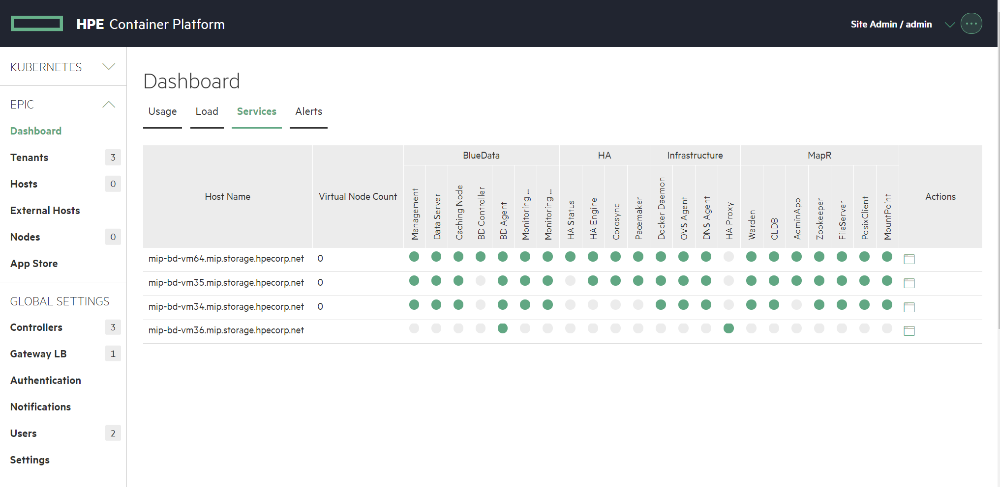 HPE Container Platform
Site Admin / admin
KUBERNETES
EPIC
Dashboard
Tenants 3
Hosts 0
External Hosts
Nodes 0
App Store
GLOBAL SETTINGS
Controllers 3
Gateway LB 1
Authentication
Notifications
Users 2
Settings
Dashboard
Usage Load Services Alerts
BlueData HA Infrastructure MapR
Host Name Virtual Node Count
Management
Data Server
Caching Node
BD Controller
BD Agent
Monitoring ...
Monitoring ...
HA Status
HA Engine
Corosync
Pacemaker
Docker Daemon
OVS Agent
DNS Agent
HA Proxy
Warden
CLDB
AdminApp
Zookeeper
FileServer
PosixClient
MountPoint
Actions
mip-bd-vm64.mip.storage.hpecorp.net 0
mip-bd-vm35.mip.storage.hpecorp.net 0
mip-bd-vm34.mip.storage.hpecorp.net 0
mip-bd-vm36.mip.storage.hpecorp.net